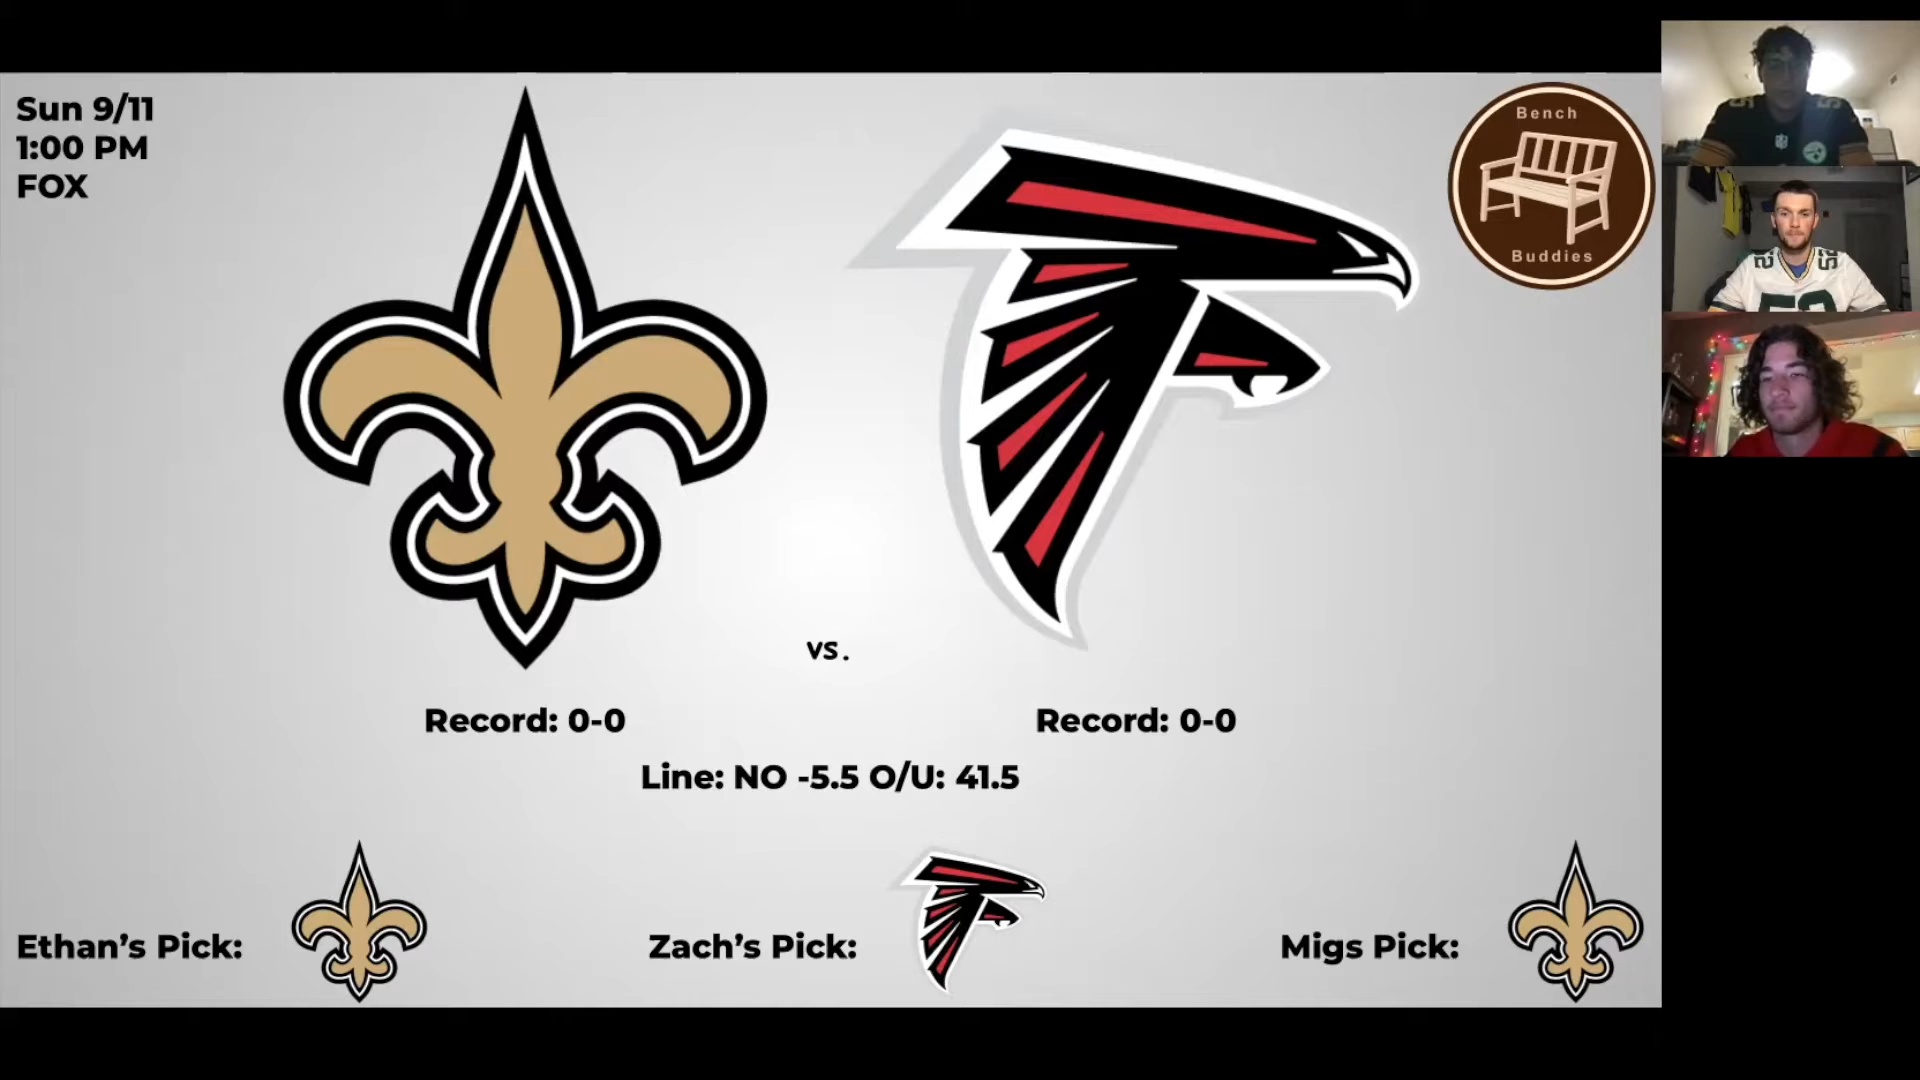 Sun 9/11
1:00 PM
FOX
Bench
Buddies
vs.
Record: 0-0
Record: 0-0
Line: NO -5.5 O/U: 41.5
Ethan's Pick:
Zach's Pick:
Migs Pick: